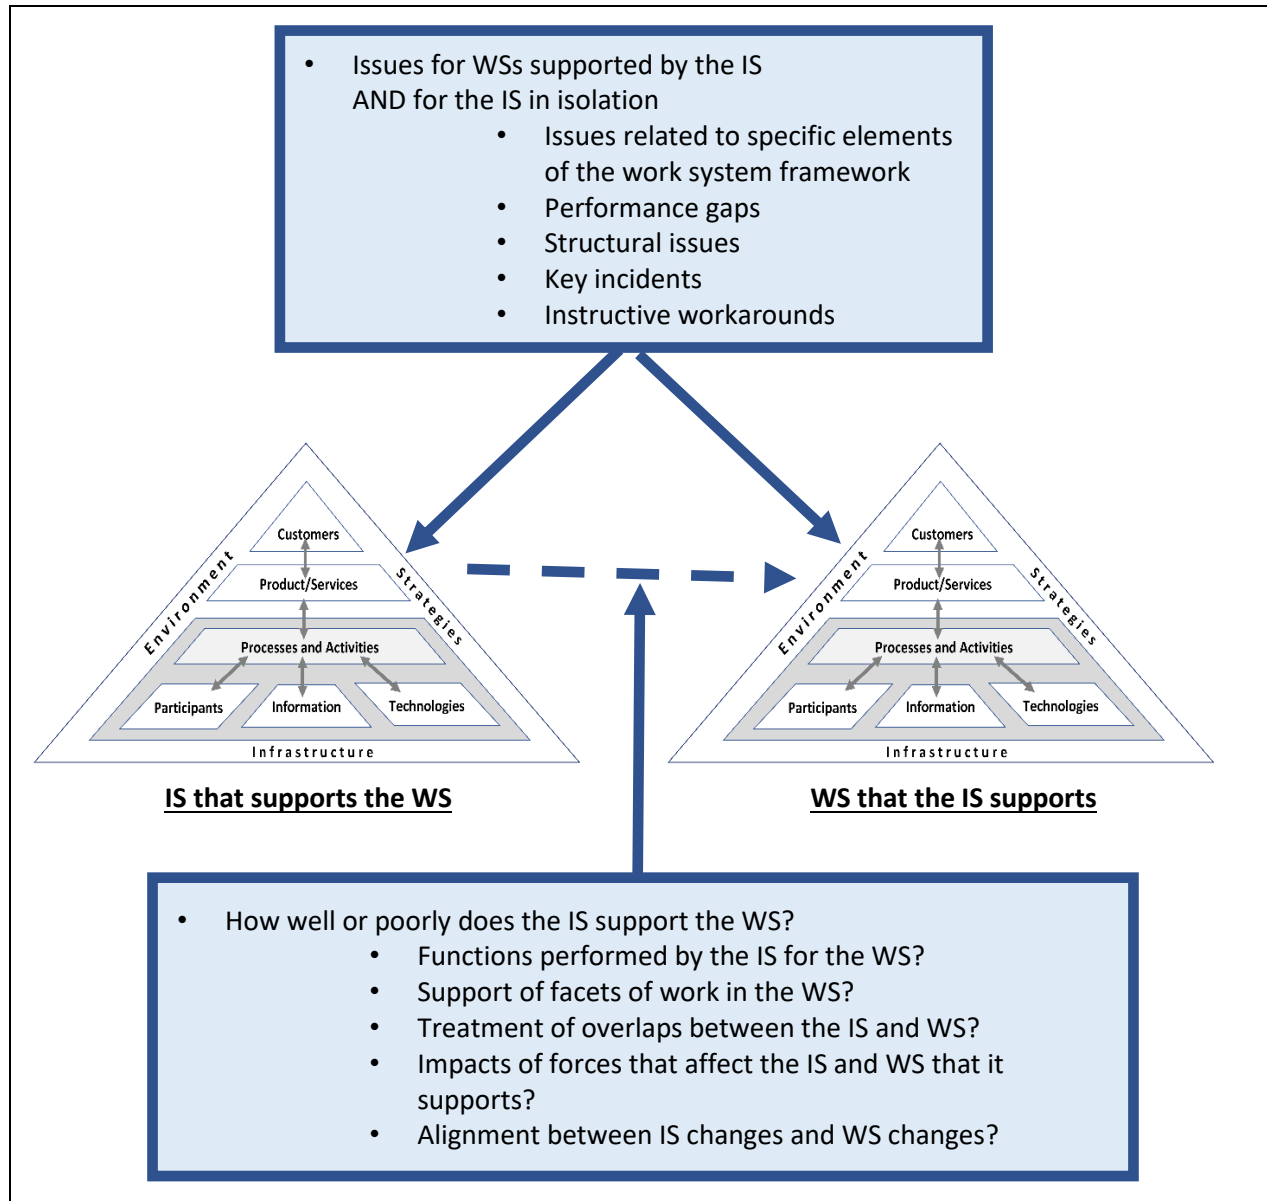 • Issues for WSs supported by the IS
AND for the IS in isolation
• Issues related to specific elements
of the work system framework
• Performance gaps
• Structural issues
• Key incidents
• Instructive workarounds
Customers
Product/Services
Processes and Activities
Participants
Information
Technologies
Environment
Strategies
Infrastructure
IS that supports the WS
Customers
Product/Services
Processes and Activities
Participants
Information
Technologies
Environment
Strategies
Infrastructure
WS that the IS supports
• How well or poorly does the IS support the WS?
• Functions performed by the IS for the WS?
• Support of facets of work in the WS?
• Treatment of overlaps between the IS and WS?
• Impacts of forces that affect the IS and WS that it
supports?
• Alignment between IS changes and WS changes?